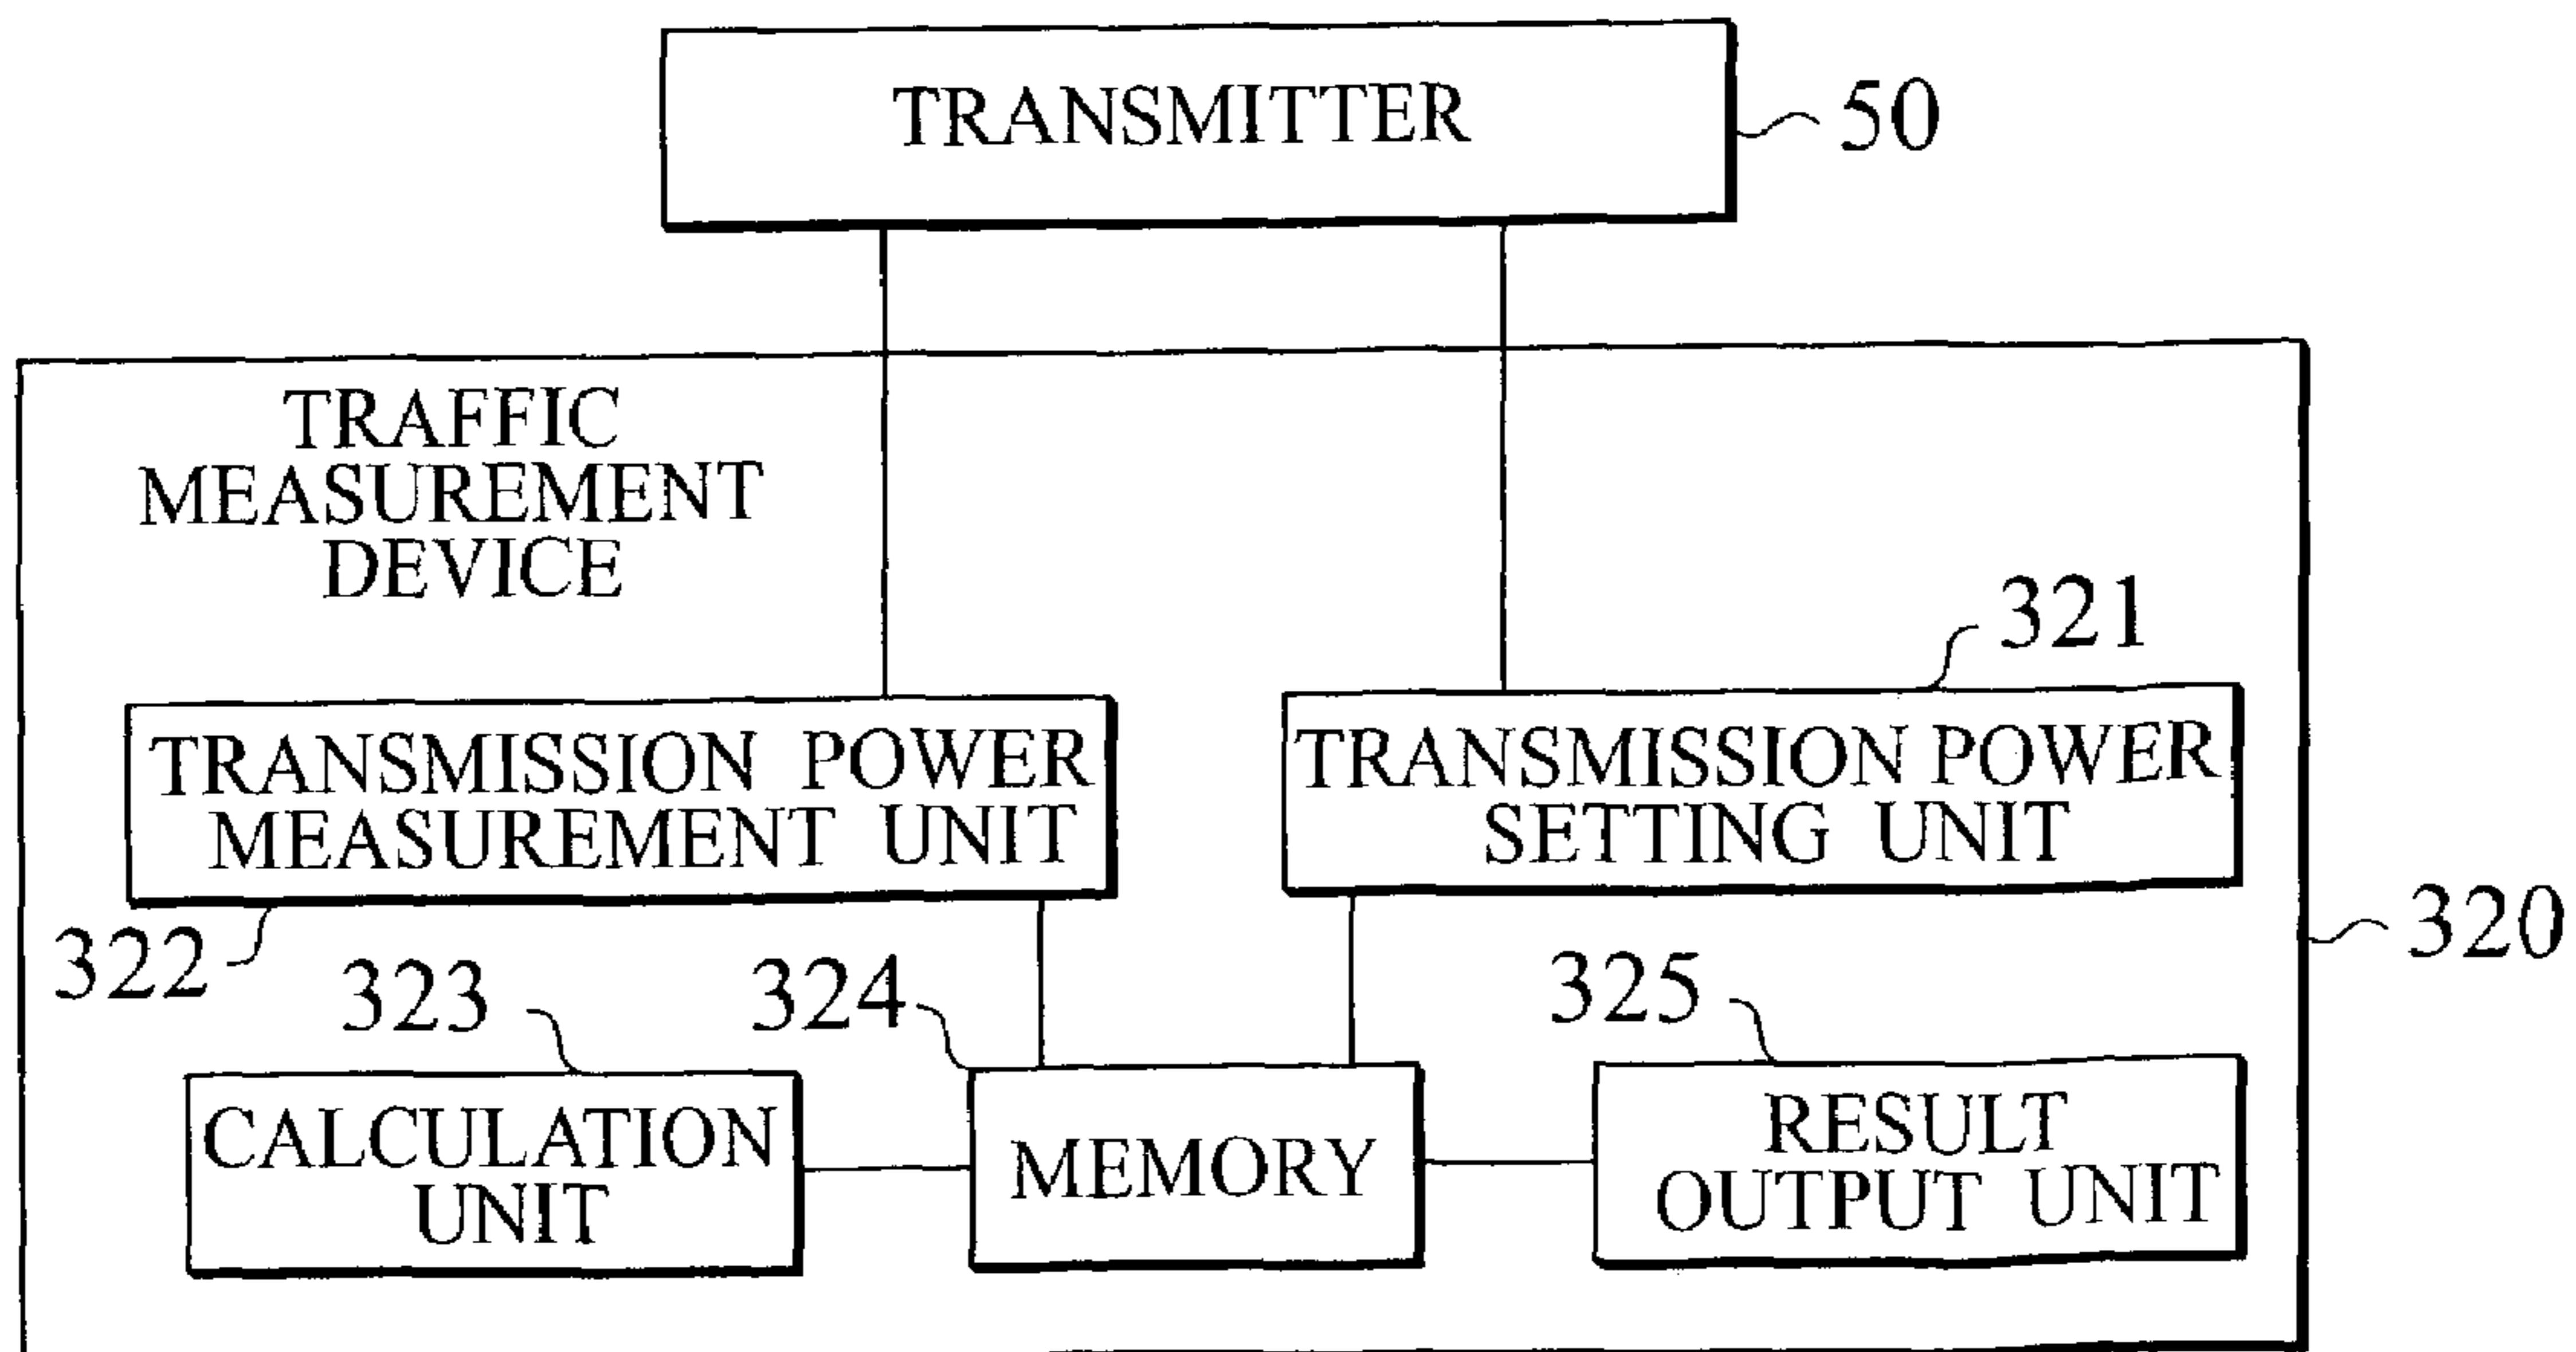 TRANSMITTER
50
TRAFFIC
MEASUREMENT
DEVICE
321
TRANSMISSION POWER
MEASUREMENT UNIT
TRANSMISSION POWER
SETTING UNIT
320
322
323
324
325
CALCULATION
UNIT
MEMORY
RESULT
OUTPUT UNIT